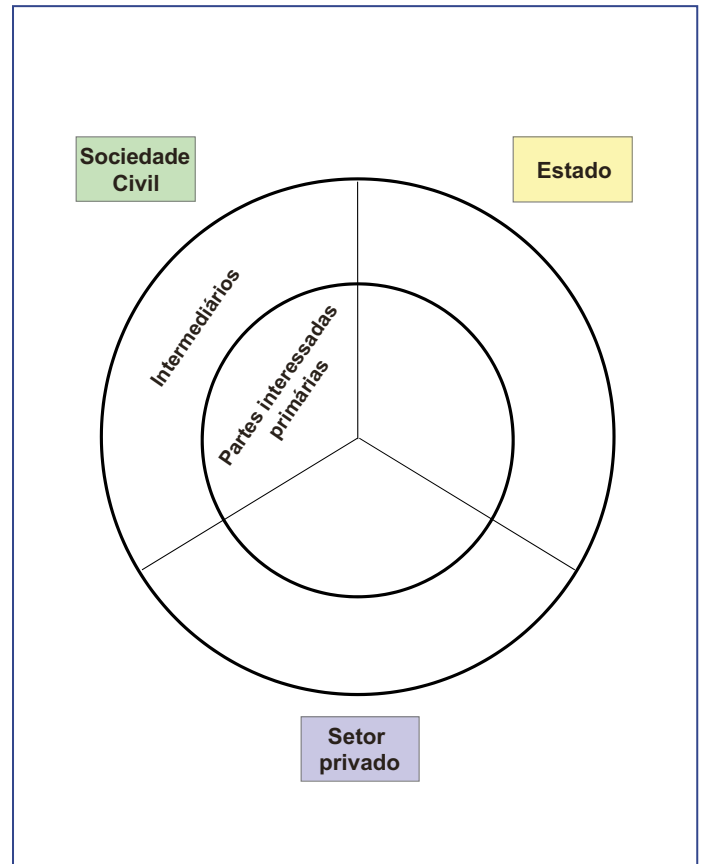 Sociedade
Civil
Estado
Intermediários
Partes interessadas
primárias
Setor
privado